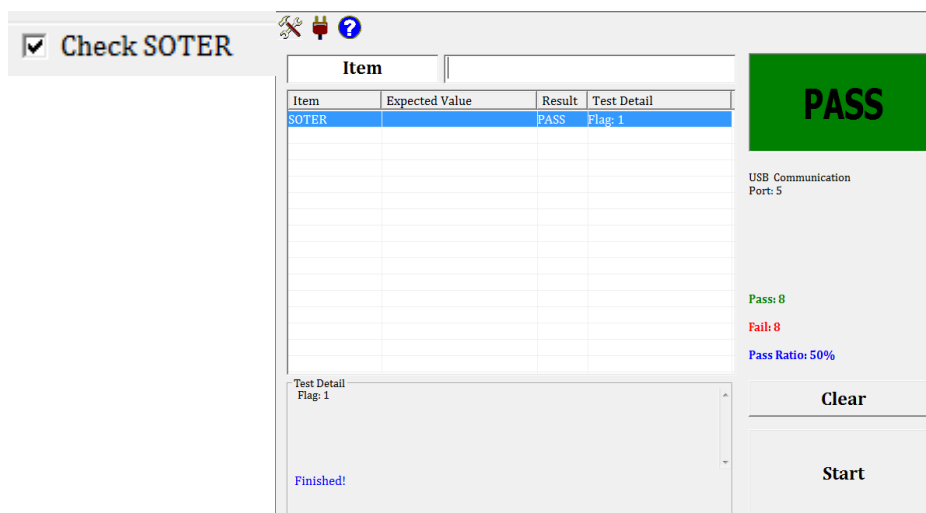 Check SOTER
Item
Item Expected Value Result Test Detail
SOTER PASS Flag: 1
PASS
USB Communication
Port: 5
Pass: 8
Fail: 8
Pass Ratio: 50%
Test Detail
Flag: 1
Finished!
Clear
Start